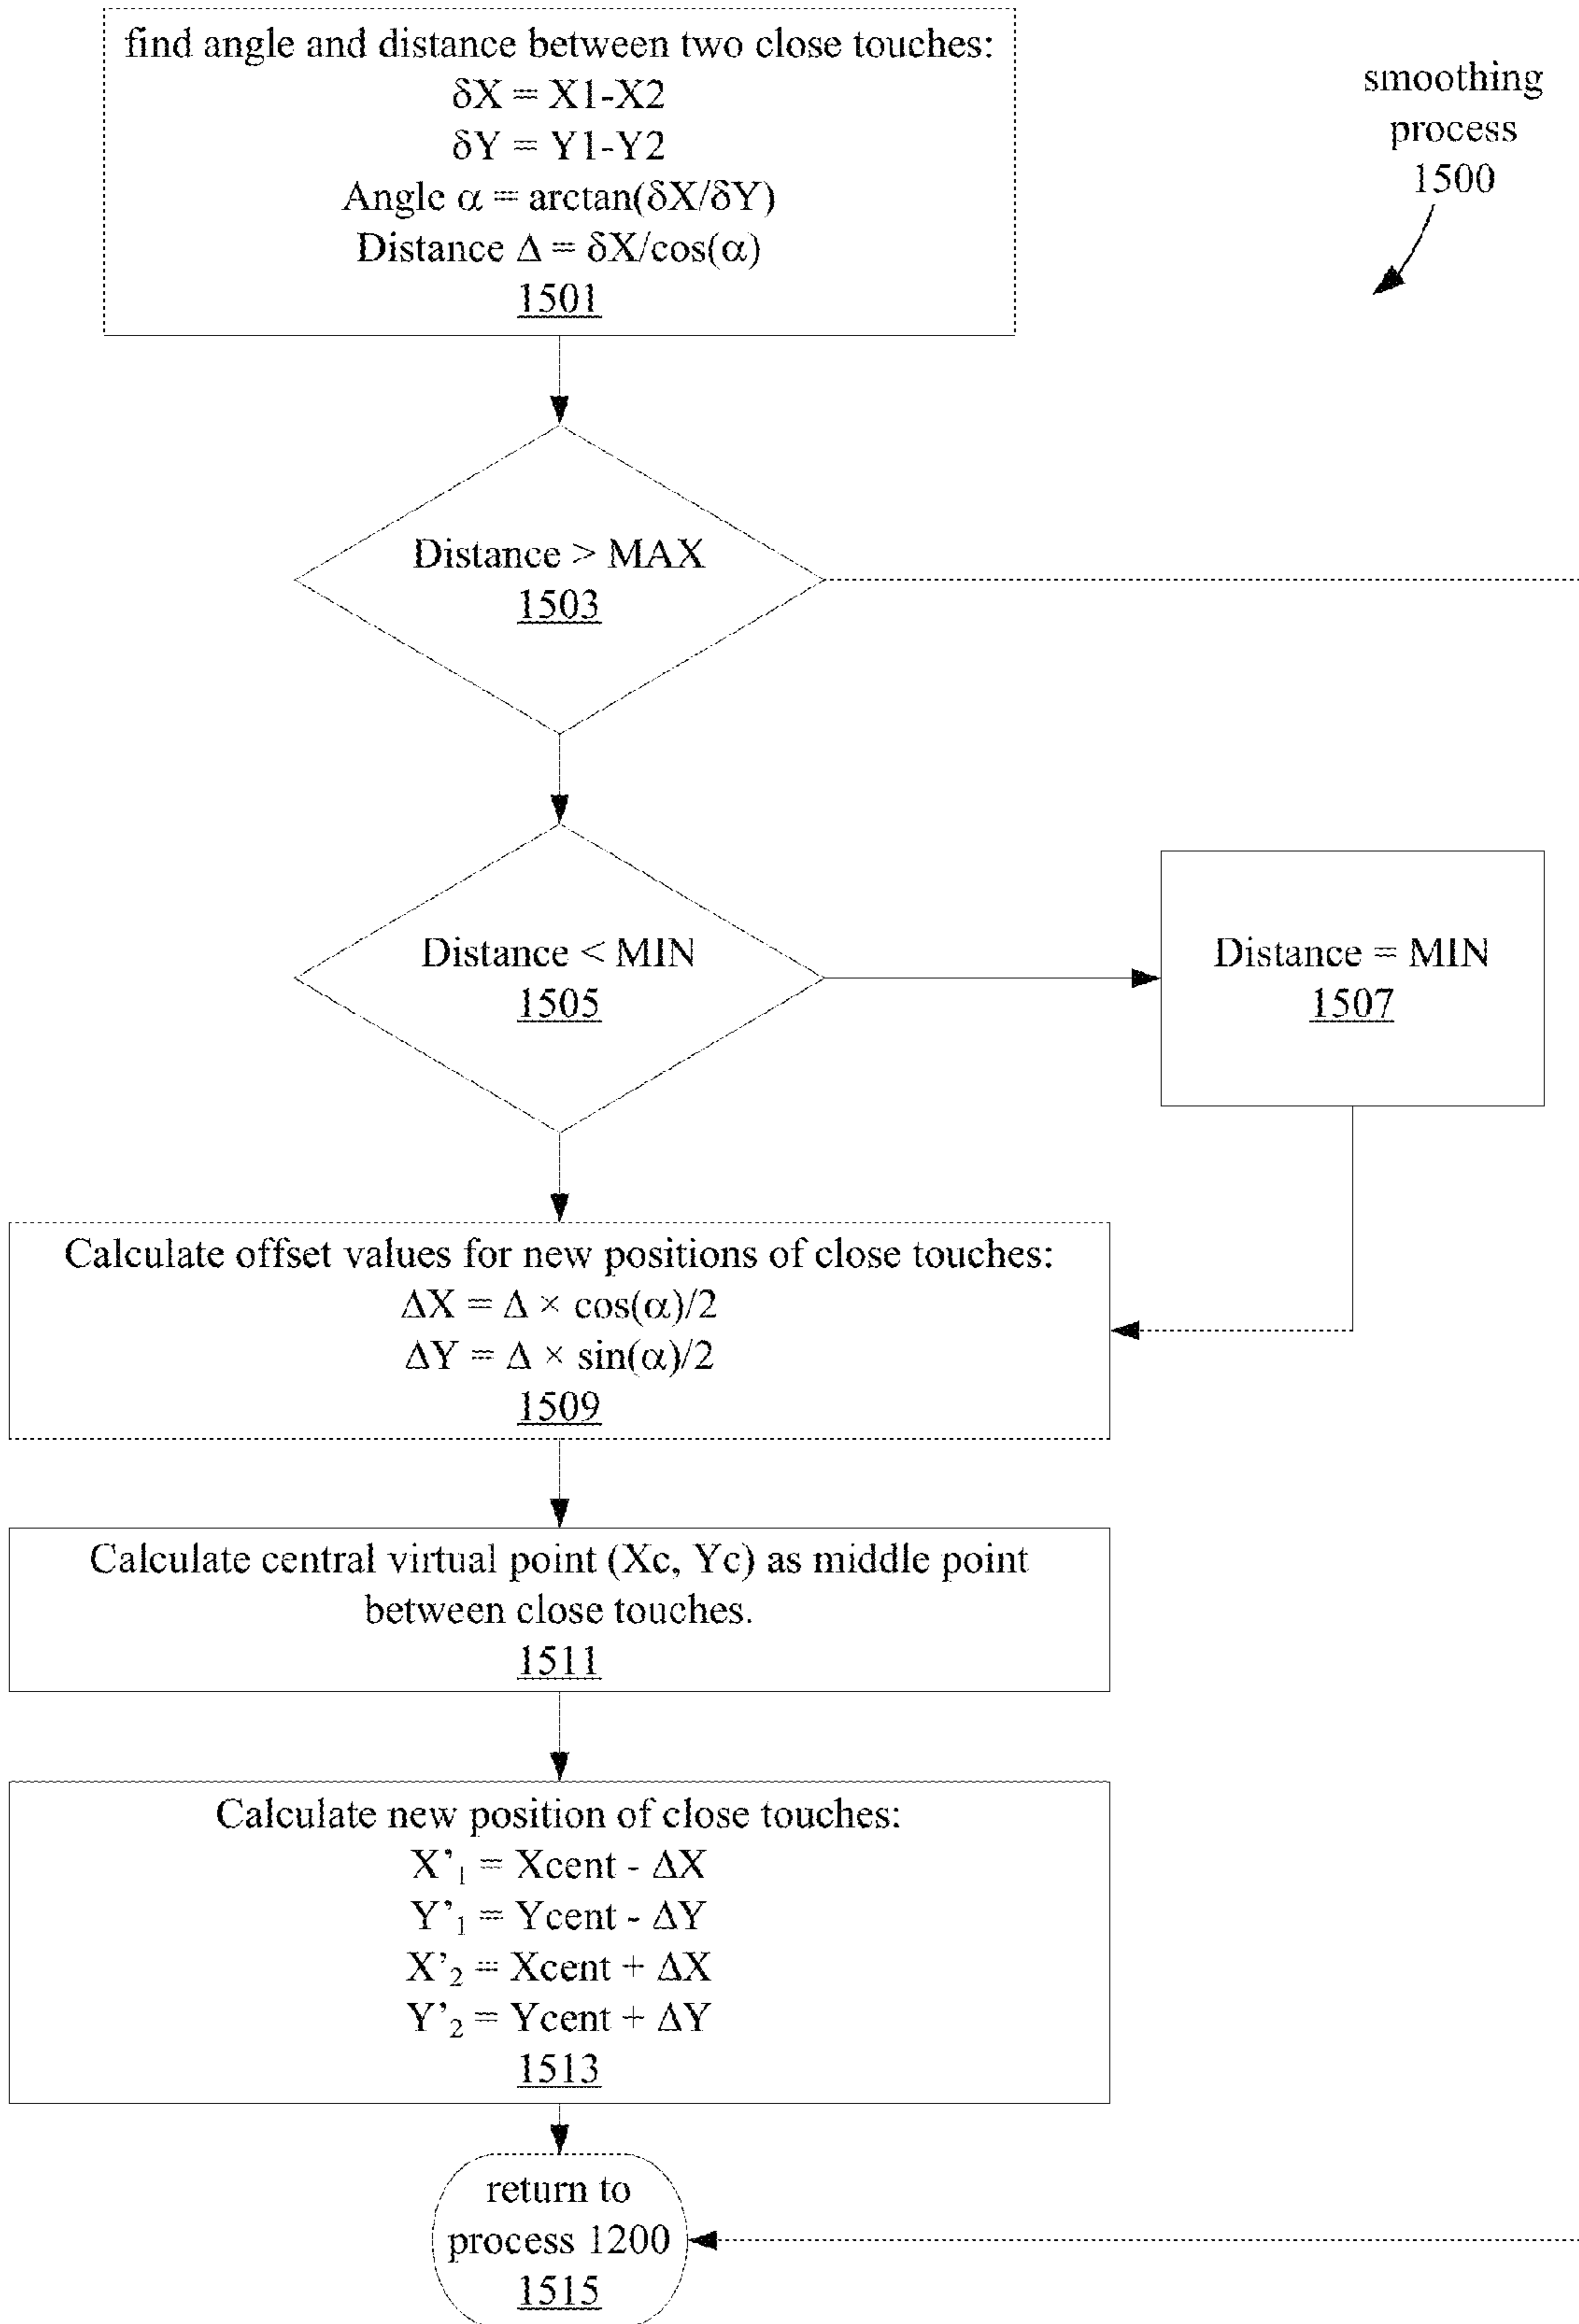 find angle and distance between two close touches:
δX = X1-X2
δY = Y1-Y2
Angle α = arctan(δX/δY)
Distance Δ = δX/cos(α)
1501
smoothing
process
1500
Distance > MAX
1503
Distance < MIN
1505
Distance = MIN
1507
Calculate offset values for new positions of close touches:
ΔX = Δ × cos(α)/2
ΔY = Δ × sin(α)/2
1509
Calculate central virtual point (Xc, Yc) as middle point
between close touches.
1511
Calculate new position of close touches:
X’₁ = Xcent - ΔX
Y’₁ = Ycent - ΔY
X’₂ = Xcent + ΔX
Y’₂ = Ycent + ΔY
1513
return to
process 1200
1515